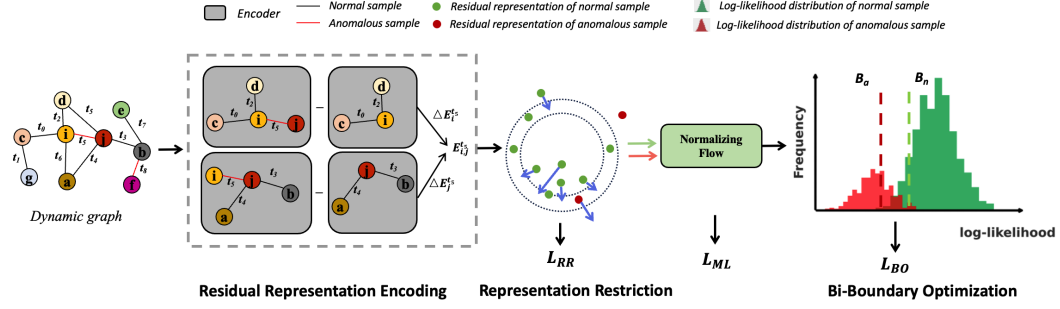 Encoder
Normal sample
Anomalous sample
Residual representation of normal sample
Residual representation of anomalous sample
Log-likelihood distribution of normal sample
Log-likelihood distribution of anomalous sample
d
e
t5
t2
t7
c
t0
i
t5
j
t3
b
t1
t6
t4
t8
g
a
f
Dynamic graph
d
t2
c
t0
i
t5
j
−
d
t2
c
t0
i
△E_i^{t5}
i
t5
j
t3
b
t4
a
−
j
t3
b
t4
a
△E_j^{t5}
E_{i,j}^{t5}
Residual Representation Encoding
L_RR
Representation Restriction
Normalizing
Flow
L_ML
B_a
B_n
Frequency
log-likelihood
L_BO
Bi-Boundary Optimization